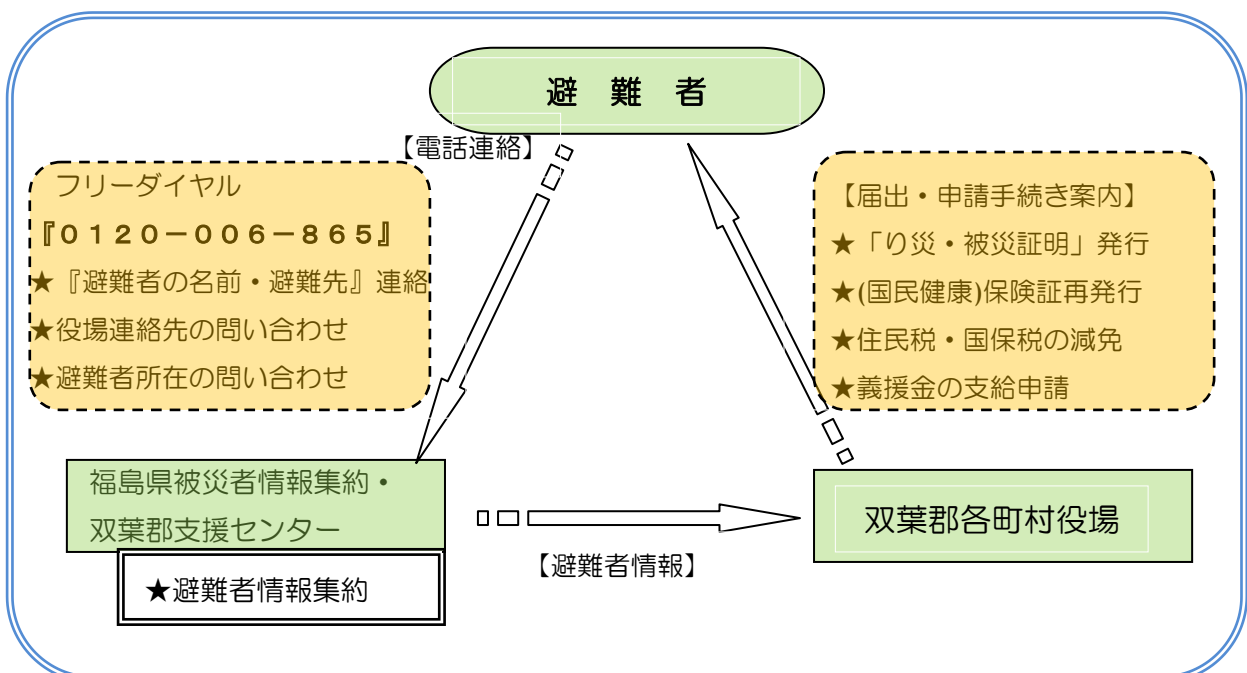 避 難 者
【電話連絡】
フリーダイヤル
『０１２０－００６－８６５』
★『避難者の名前・避難先』連絡
★役場連絡先の問い合わせ
★避難者所在の問い合わせ
【届出・申請手続き案内】
★「り災・被災証明」発行
★(国民健康)保険証再発行
★住民税・国保税の減免
★義援金の支給申請
福島県被災者情報集約・
双葉郡支援センター
★避難者情報集約
【避難者情報】
双葉郡各町村役場